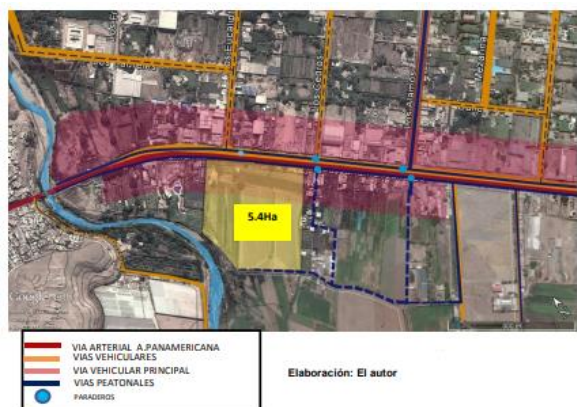 Los Cedros
Los Alamos
5.4Ha
Google
VIA ARTERIAL A.PANAMERICANA
VIAS VEHICULARES
VIA VEHICULAR PRINCIPAL
VIAS PEATONALES
PARADEROS
Elaboración: El autor